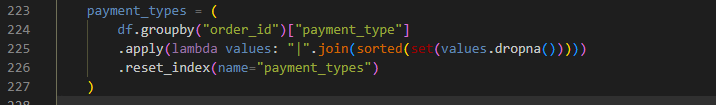 223 payment_types = (
224     df.groupby("order_id")["payment_type"]
225     .apply(lambda values: "|".join(sorted(set(values.dropna()))))
226     .reset_index(name="payment_types")
227 )
228